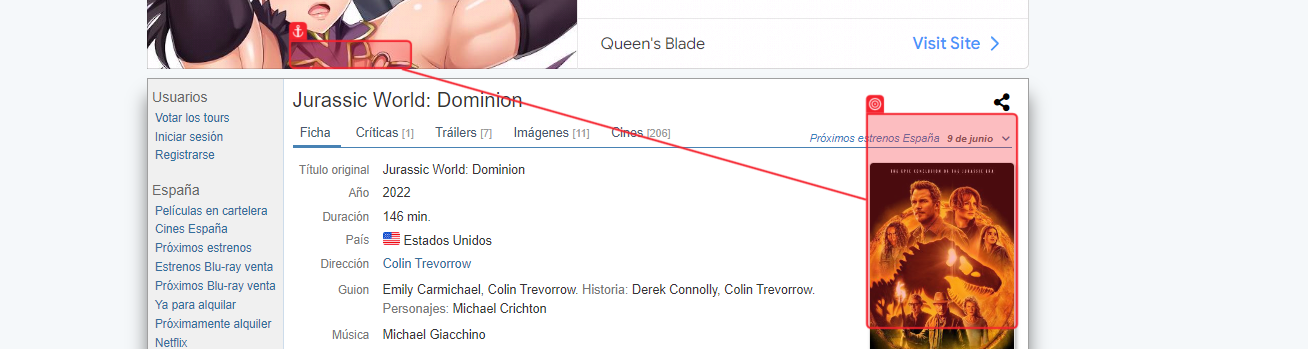 Queen's Blade
Visit Site
Usuarios
Votar los tours
Iniciar sesión
Registrarse
España
Películas en cartelera
Cines España
Próximos estrenos
Estrenos Blu-ray venta
Próximos Blu-ray venta
Ya para alquilar
Próximamente alquiler
Netflix
Jurassic World: Dominion
Ficha
Críticas [1]
Tráilers [7]
Imágenes [11]
Cines [206]
Próximos estrenos España 9 de junio
Título original Jurassic World: Dominion
Año 2022
Duración 146 min.
País Estados Unidos
Dirección Colin Trevorrow
Guion Emily Carmichael, Colin Trevorrow. Historia: Derek Connolly, Colin Trevorrow.
Personajes: Michael Crichton
Música Michael Giacchino
THE EPIC CONCLUSION OF THE JURASSIC ERA